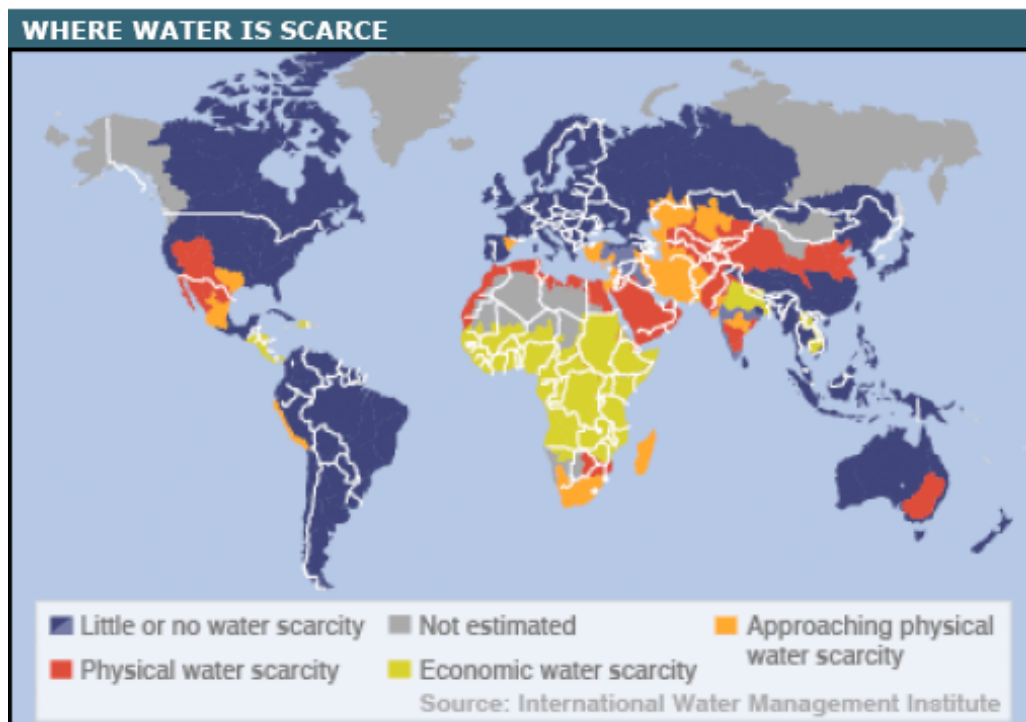 WHERE WATER IS SCARCE
Little or no water scarcity
Not estimated
Approaching physical
water scarcity
Physical water scarcity
Economic water scarcity
Source: International Water Management Institute